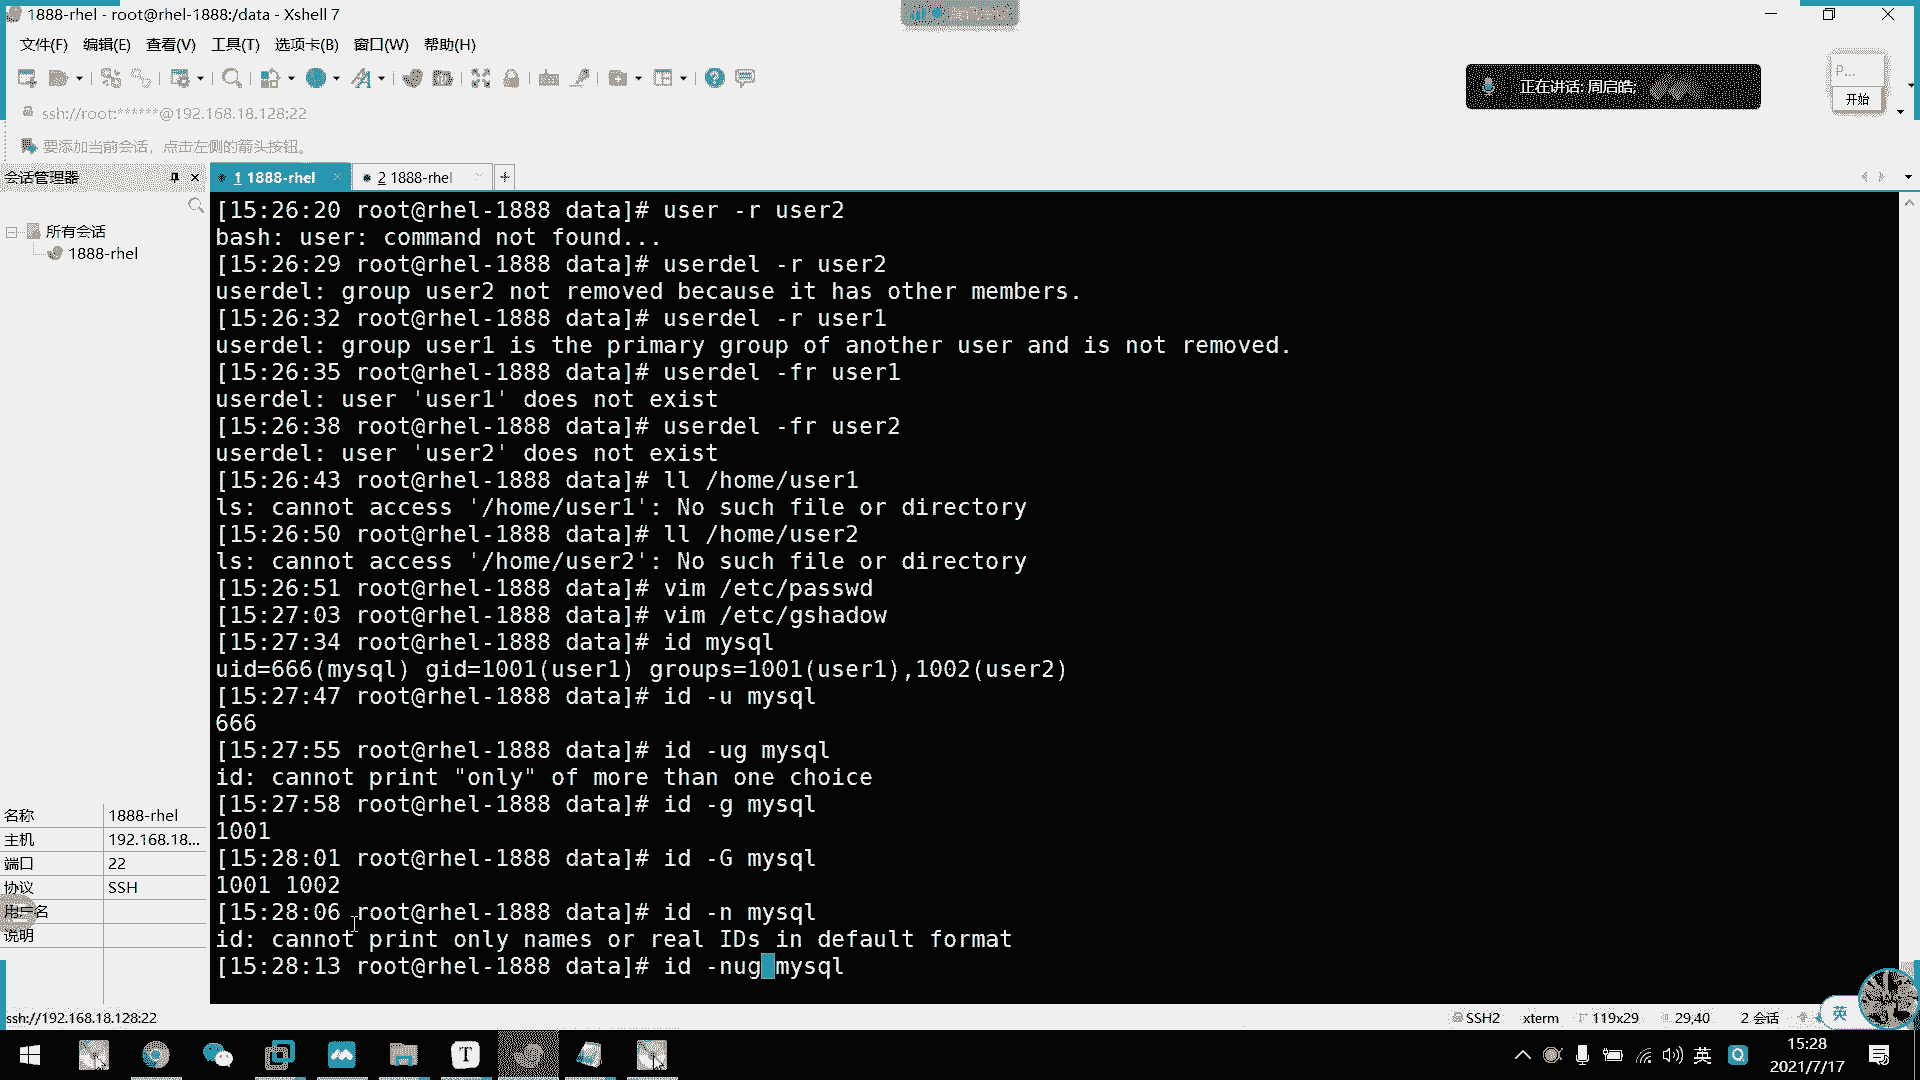 1888-rhel - root@rhel-1888:/data - Xshell 7
文件(F) 编辑(E) 查看(V) 工具(T) 选项卡(B) 窗口(W) 帮助(H)
正在讲话: 周启皓;
P...
开始
ssh://root:******@192.168.18.128:22
要添加当前会话，点击左侧的箭头按钮。
会话管理器
1 1888-rhel
2 1888-rhel
所有会话
1888-rhel
[15:26:20 root@rhel-1888 data]# user -r user2
bash: user: command not found...
[15:26:29 root@rhel-1888 data]# userdel -r user2
userdel: group user2 not removed because it has other members.
[15:26:32 root@rhel-1888 data]# userdel -r user1
userdel: group user1 is the primary group of another user and is not removed.
[15:26:35 root@rhel-1888 data]# userdel -fr user1
userdel: user 'user1' does not exist
[15:26:38 root@rhel-1888 data]# userdel -fr user2
userdel: user 'user2' does not exist
[15:26:43 root@rhel-1888 data]# ll /home/user1
ls: cannot access '/home/user1': No such file or directory
[15:26:50 root@rhel-1888 data]# ll /home/user2
ls: cannot access '/home/user2': No such file or directory
[15:26:51 root@rhel-1888 data]# vim /etc/passwd
[15:27:03 root@rhel-1888 data]# vim /etc/gshadow
[15:27:34 root@rhel-1888 data]# id mysql
uid=666(mysql) gid=1001(user1) groups=1001(user1),1002(user2)
[15:27:47 root@rhel-1888 data]# id -u mysql
666
[15:27:55 root@rhel-1888 data]# id -ug mysql
id: cannot print "only" of more than one choice
[15:27:58 root@rhel-1888 data]# id -g mysql
1001
[15:28:01 root@rhel-1888 data]# id -G mysql
1001 1002
[15:28:06 root@rhel-1888 data]# id -n mysql
id: cannot print only names or real IDs in default format
[15:28:13 root@rhel-1888 data]# id -nug mysql
名称 1888-rhel
主机 192.168.18...
端口 22
协议 SSH
用户名
说明
ssh://192.168.18.128:22
SSH2 xterm 119x29 29,40 2 会话
英
英
15:28
2021/7/17